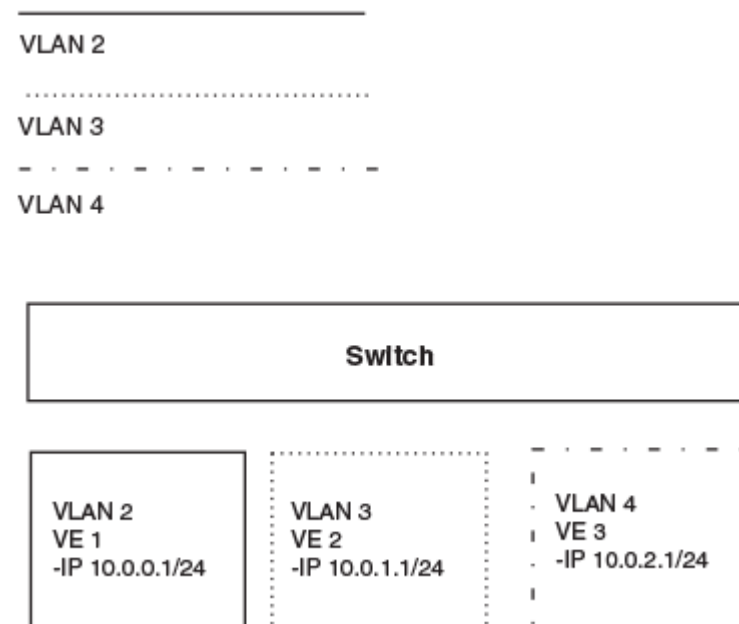 VLAN 2
VLAN 3
VLAN 4
Switch
VLAN 2
VE 1
-IP 10.0.0.1/24
VLAN 3
VE 2
-IP 10.0.1.1/24
VLAN 4
VE 3
-IP 10.0.2.1/24